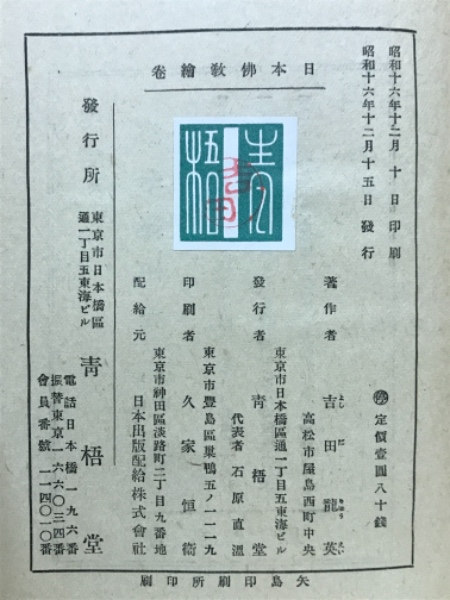 昭和十六年十二月十日印刷
昭和十六年十二月十五日發行
日本佛教繪卷
青
梧
㊞定價壹圓八十錢
著作者
吉田龍英
高松市屋島西町中央
發行者
東京市日本橋區通一丁目五東海ビル
靑梧堂
代表者 石原直溫
印刷者
東京市豐島區巢鴨五ノ一一一九
久家恒衞
配給元
東京市神田區淡路町二丁目九番地
日本出版配給株式會社
發行所
東京市日本橋區
通一丁目五東海ビル
靑梧堂
電話日本橋一九六番
振替東京一六六〇三四番
會員番號一一四〇一〇番
矢島印刷所印刷